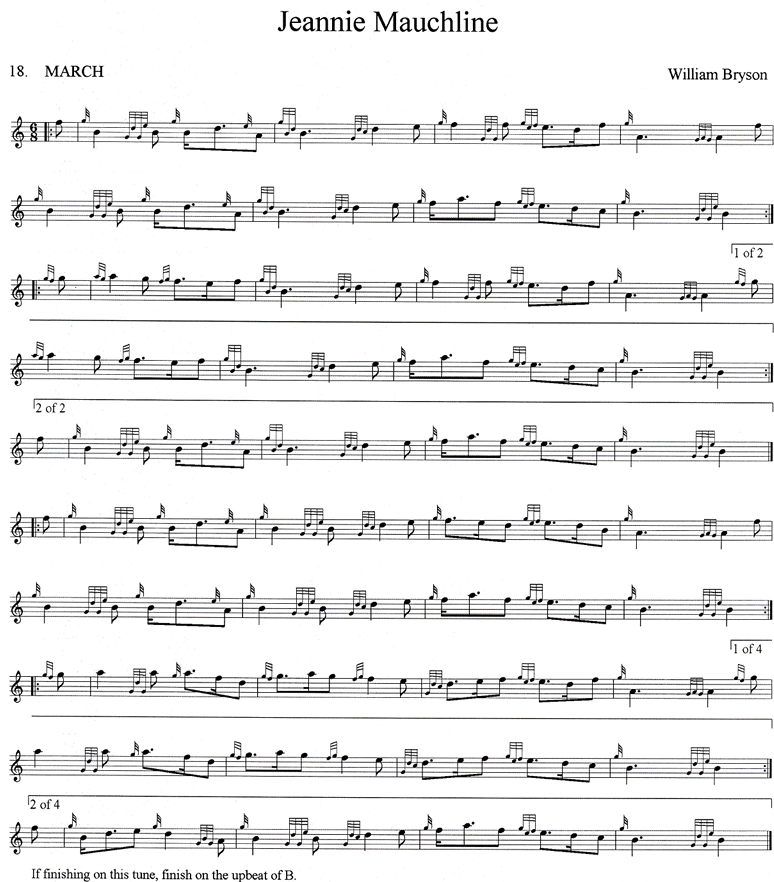 Jeannie Mauchline
18. MARCH
William Bryson
6
8
g g g e g g g e g
g g e g g g e g
1 of 2
2 of 2
1 of 4
2 of 4
If finishing on this tune, finish on the upbeat of B.